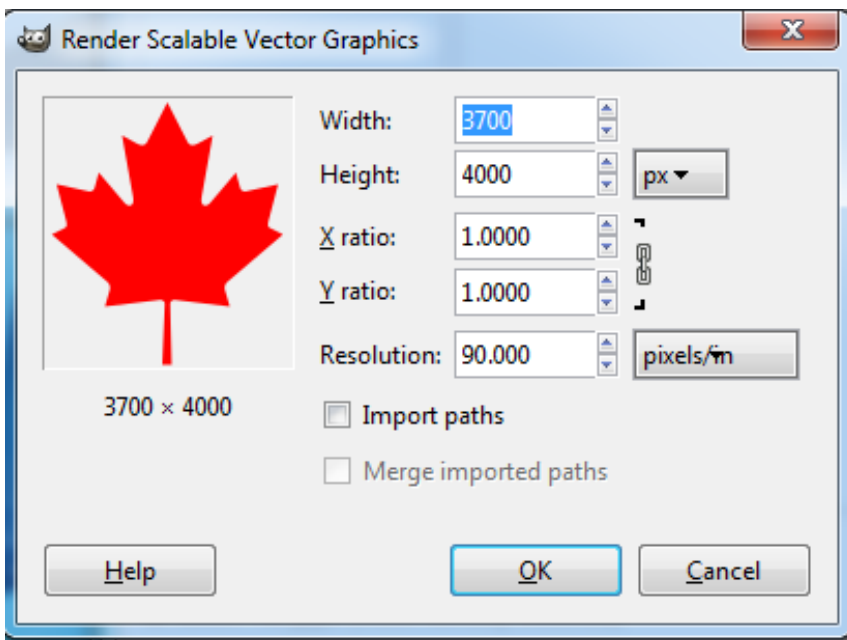 Render Scalable Vector Graphics
Width: 3700
Height: 4000 px
X ratio: 1.0000
Y ratio: 1.0000
Resolution: 90.000 pixels/in
3700 × 4000
Import paths
Merge imported paths
Help OK Cancel